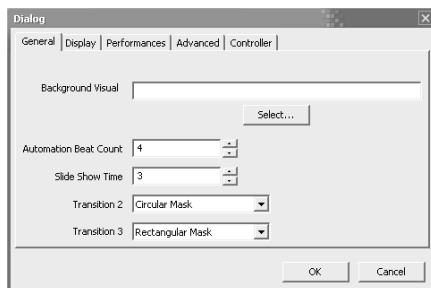 Dialog
General Display Performances Advanced Controller
Background Visual
Select...
Automation Beat Count 4
Slide Show Time 3
Transition 2 Circular Mask
Transition 3 Rectangular Mask
OK Cancel